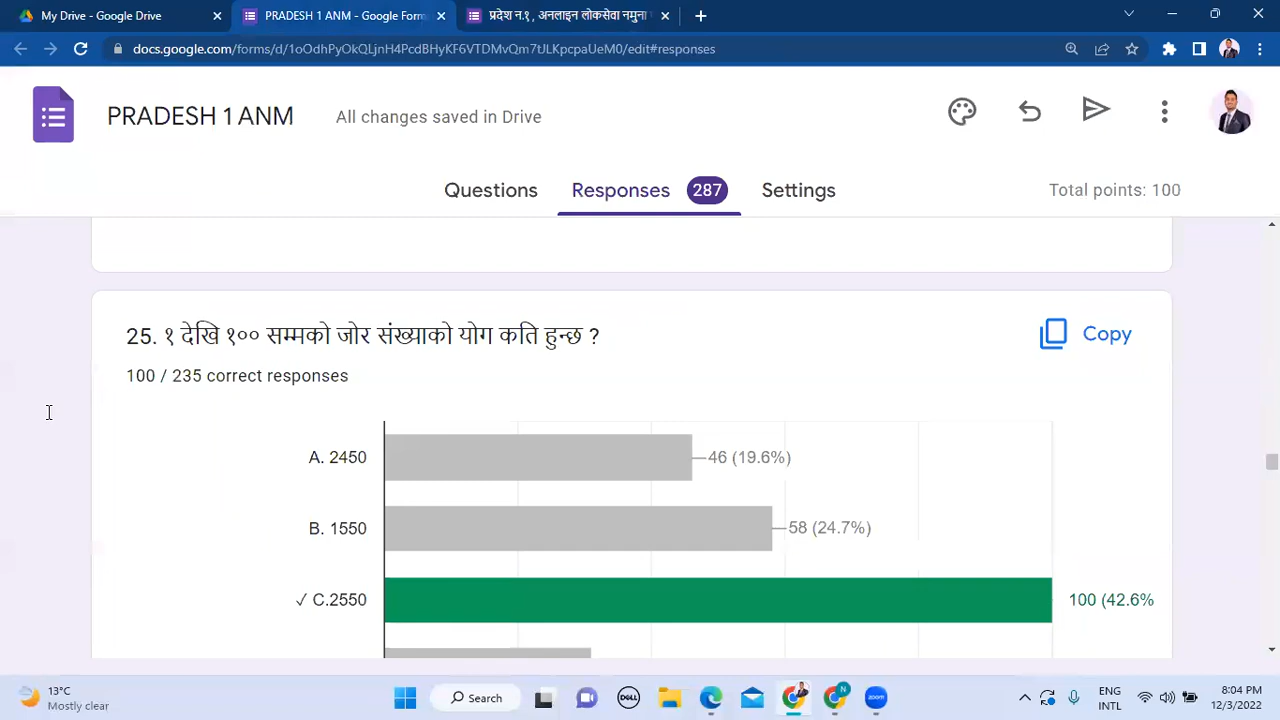 My Drive - Google Drive
PRADESH 1 ANM - Google Form
प्रदेश न.१ , अनलाइन लोकसेवा नमुना
docs.google.com/forms/d/1oOdhPyOkQLjnH4PcdBHyKF6VTDMvQm7tJLKpcpaUeM0/edit#responses
PRADESH 1 ANM
All changes saved in Drive
Questions
Responses 287
Settings
Total points: 100
25. १ देखि १०० सम्मको जोर संख्याको योग कति हुन्छ ?
Copy
100 / 235 correct responses
A. 2450
46 (19.6%)
B. 1550
58 (24.7%)
✓ C.2550
100 (42.6%
13°C
Mostly clear
Search
DELL
N
zoom
ENG
INTL
8:04 PM
12/3/2022